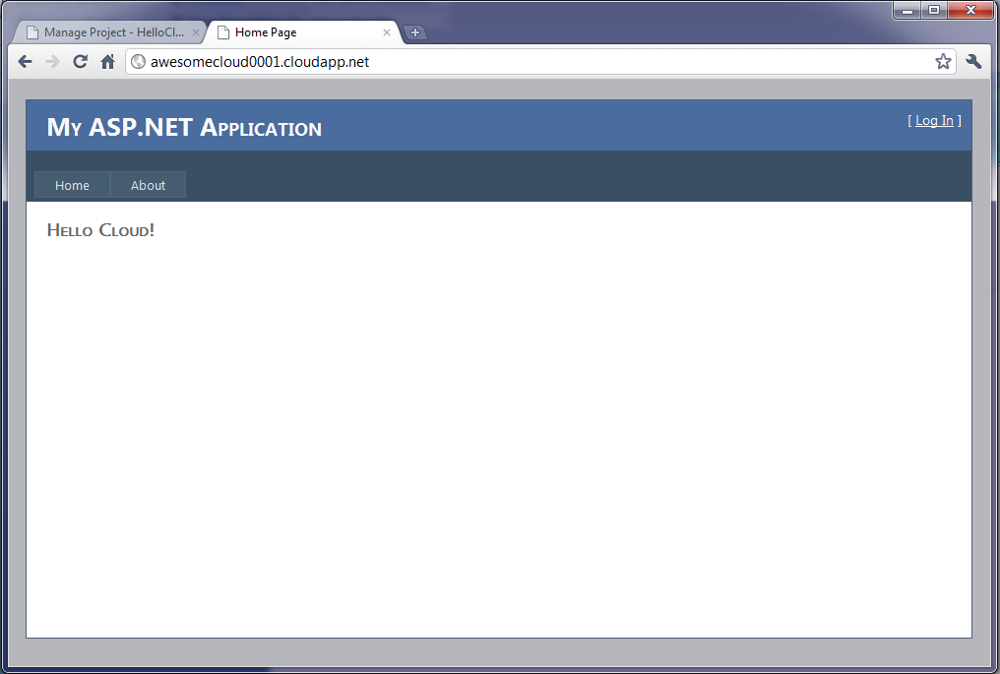 Manage Project - HelloCl...
Home Page
awesomecloud0001.cloudapp.net
My ASP.NET Application
[ Log In ]
Home
About
Hello Cloud!